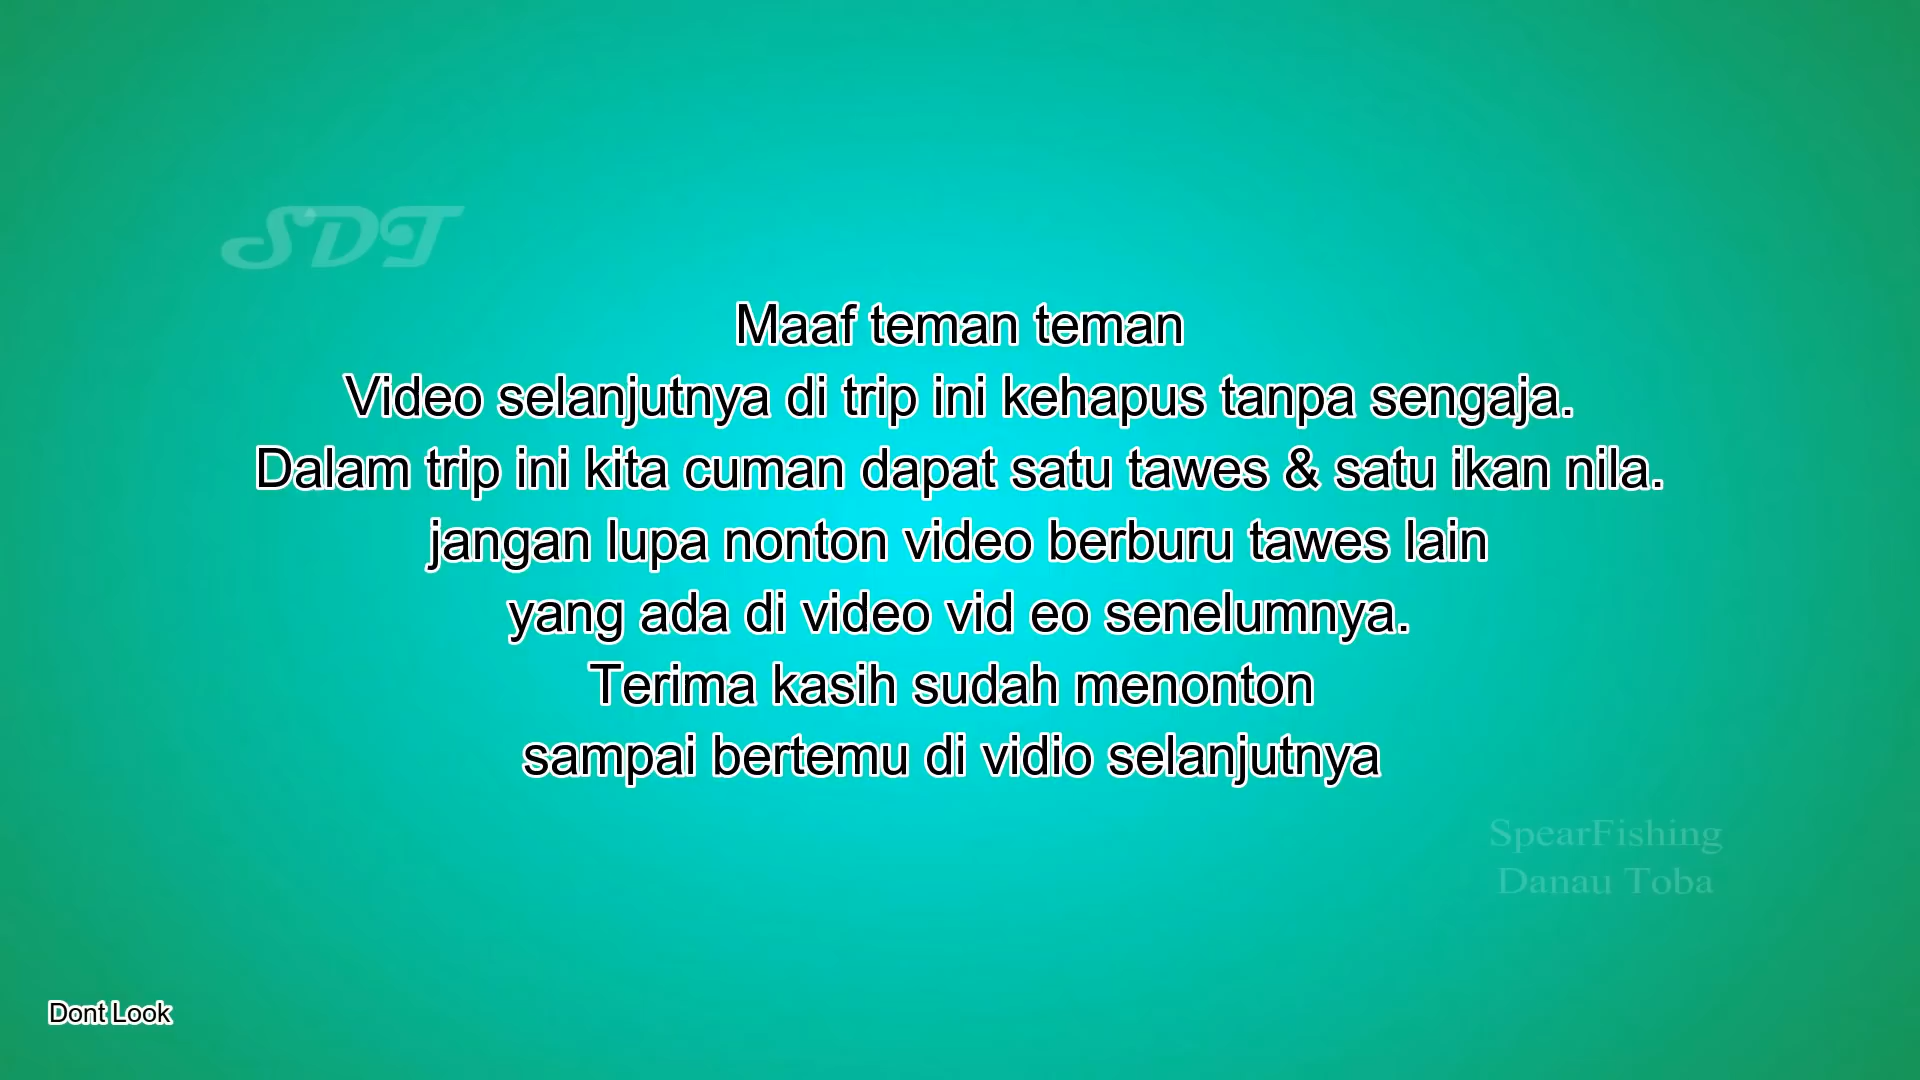 SDT
Maaf teman teman
Video selanjutnya di trip ini kehapus tanpa sengaja.
Dalam trip ini kita cuman dapat satu tawes & satu ikan nila.
jangan lupa nonton video berburu tawes lain
yang ada di video vid eo senelumnya.
Terima kasih sudah menonton
sampai bertemu di vidio selanjutnya
SpearFishing
Danau Toba
Dont Look